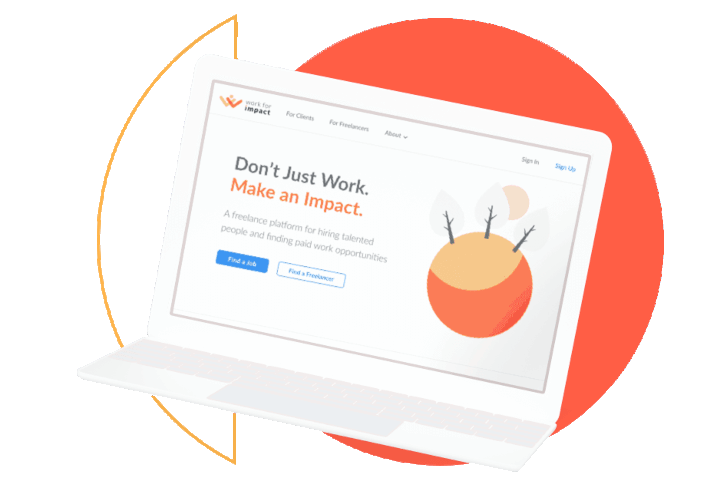 work for
impact
For Clients
For Freelancers
About
Sign In
Sign Up
Don't Just Work.
Make an Impact.
A freelance platform for hiring talented
people and finding paid work opportunities
Find a Job
Find a Freelancer